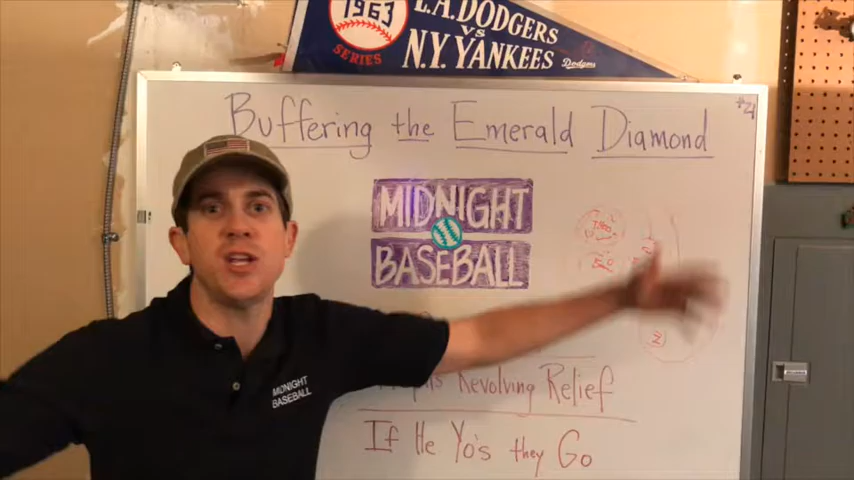 1963
SERIES
L.A. DODGERS
VS
N.Y. YANKEES
Dodgers
Buffering the Emerald Diamond
MIDNIGHT
BASEBALL
MIDNIGHT
BASEBALL
2
Revolving Relief
If He Yo's they Go